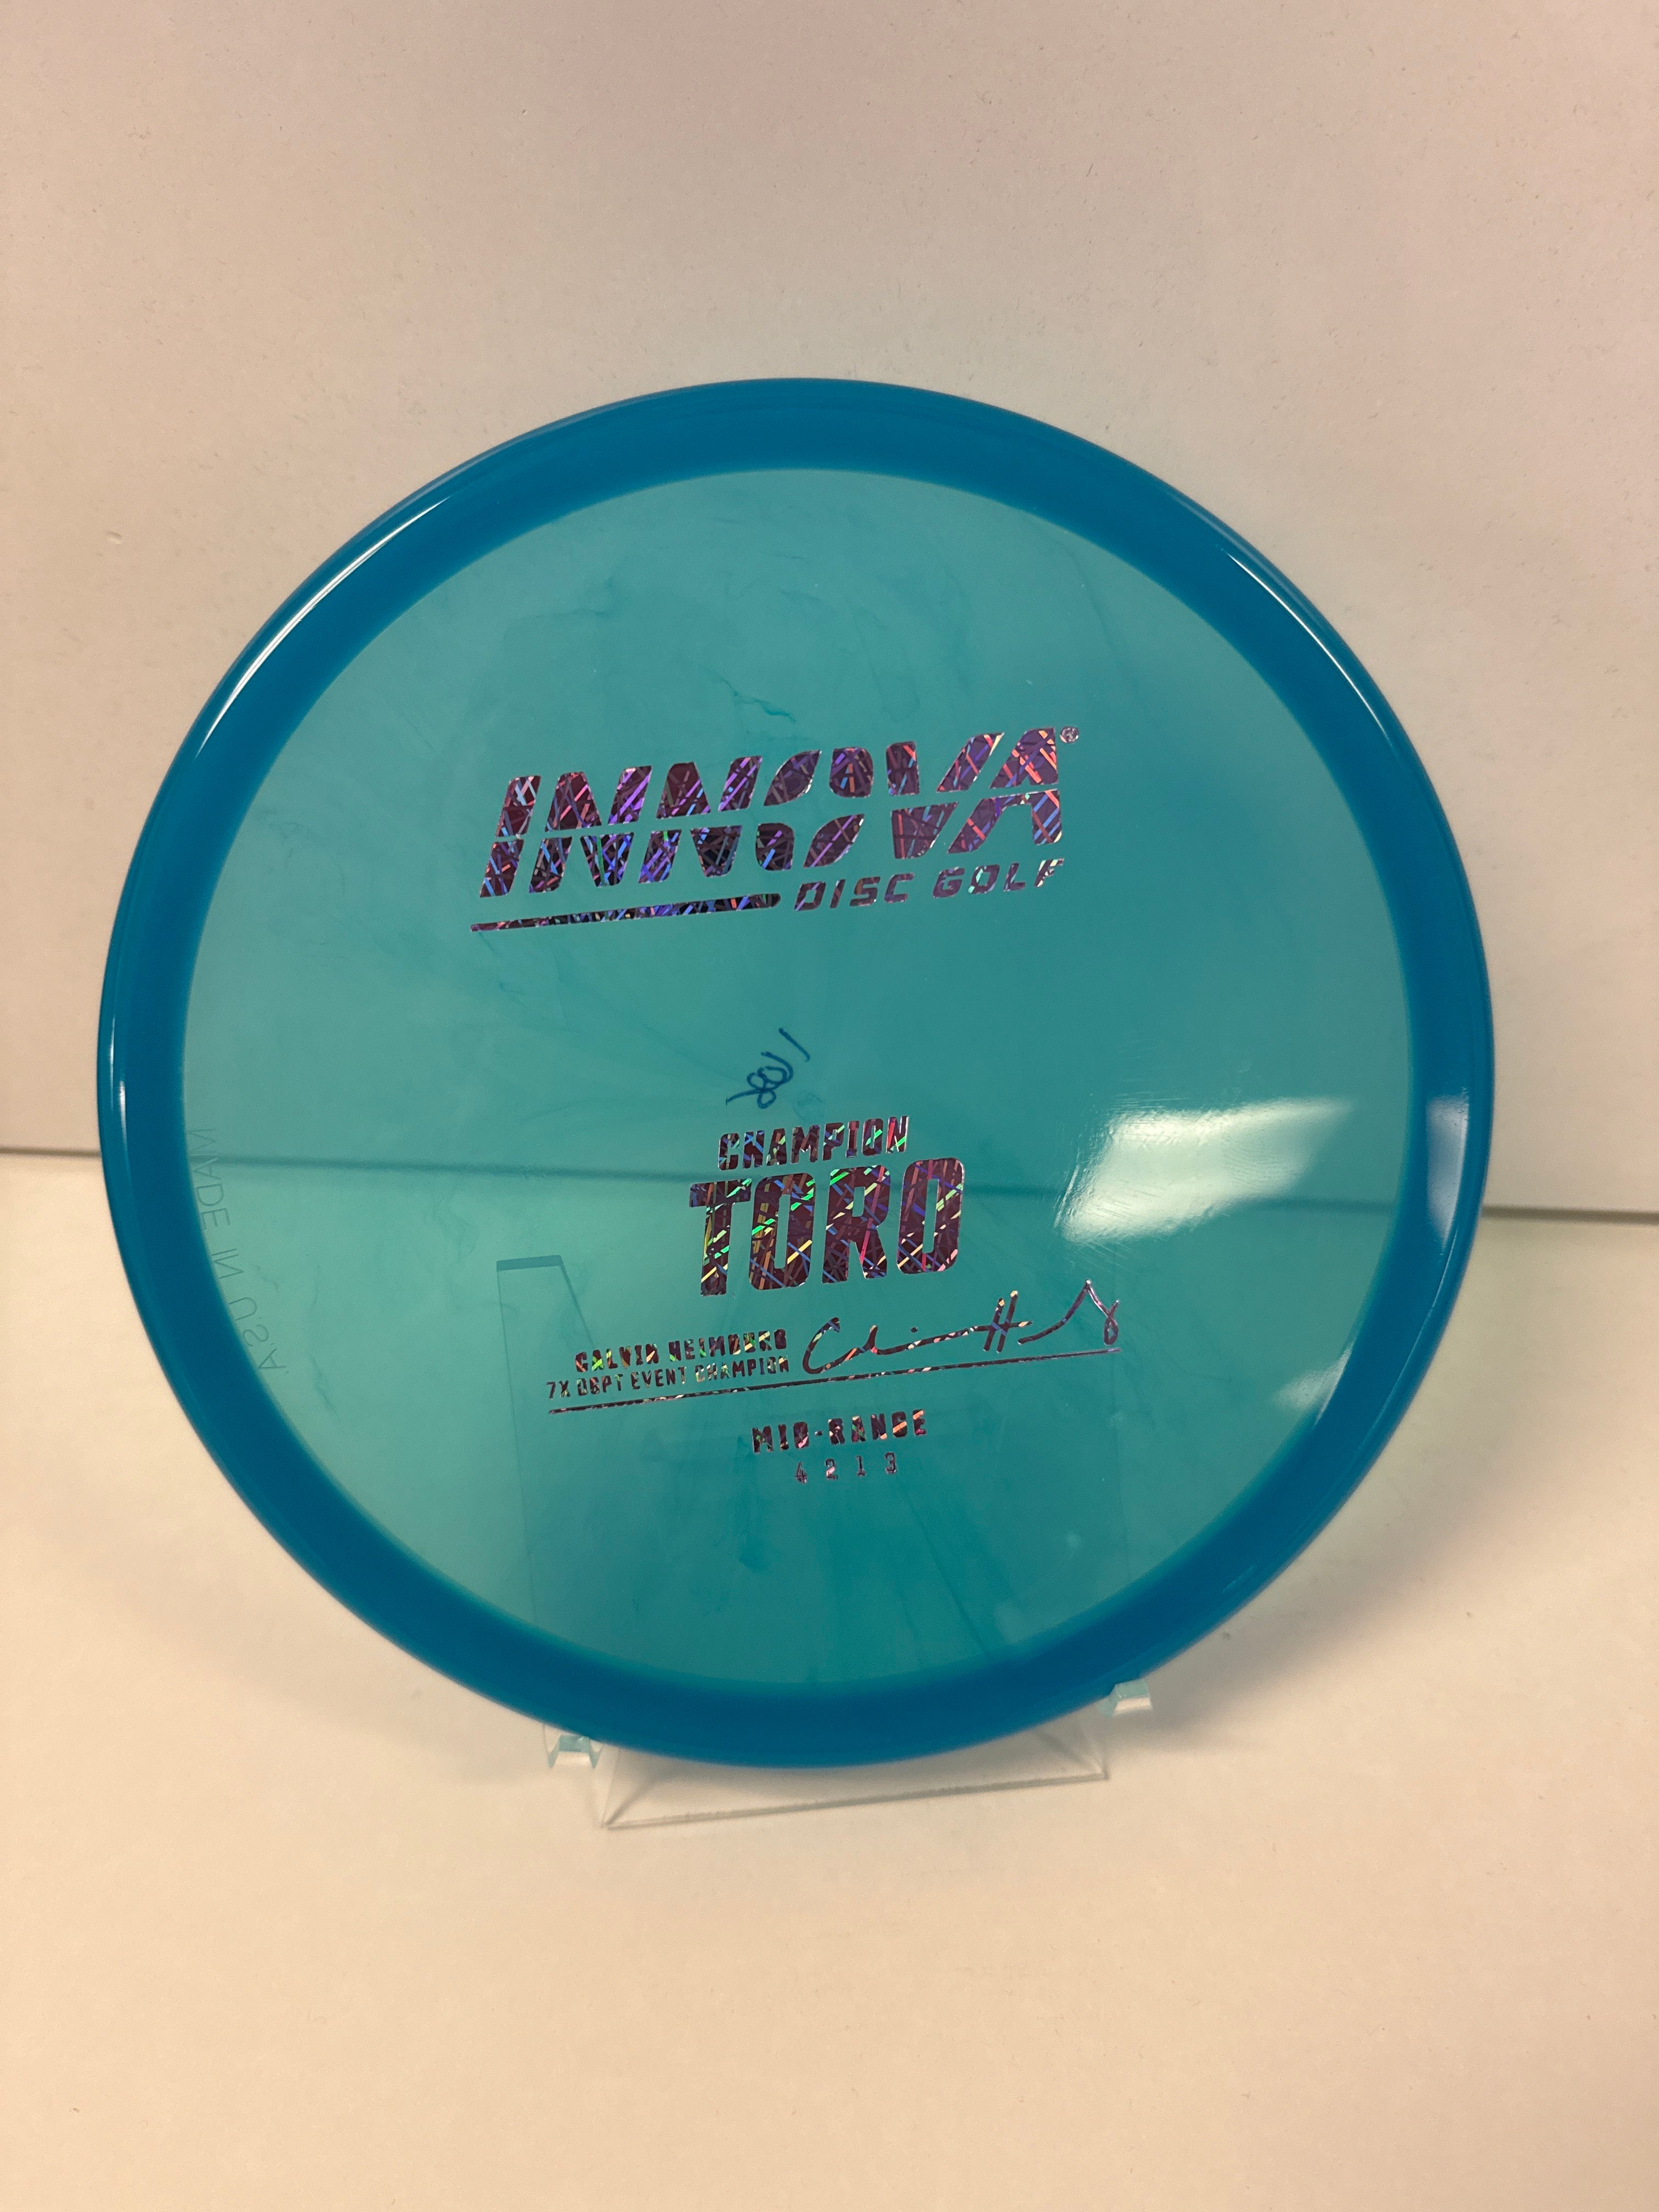 INNOVA®
DISC GOLF
CHAMPION
TORO
CALVIN HEIMBURG
7X DGPT EVENT CHAMPION
MID-RANGE
4 2 1 3
MADE IN USA